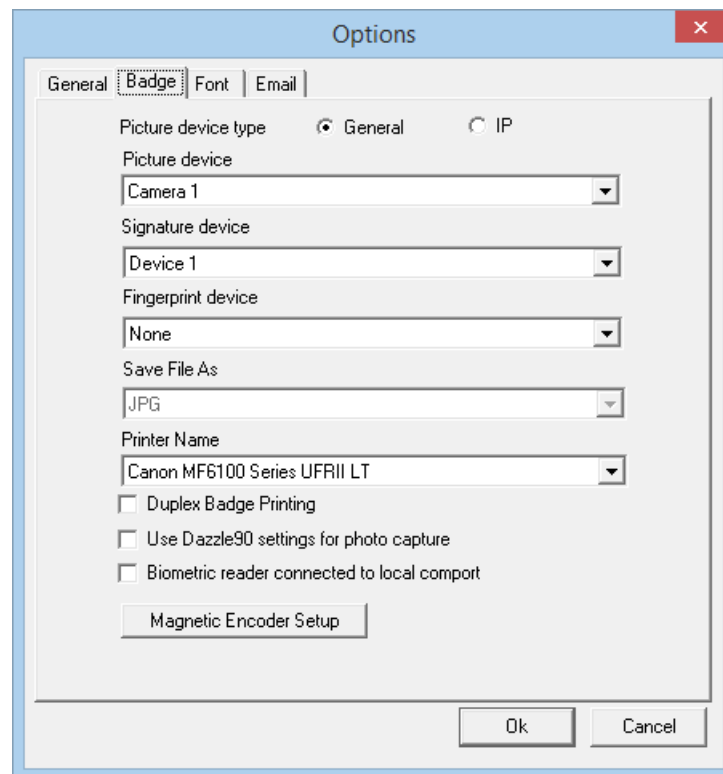 Options
General Badge Font Email
Picture device type General IP
Picture device
Camera 1
Signature device
Device 1
Fingerprint device
None
Save File As
JPG
Printer Name
Canon MF6100 Series UFRII LT
Duplex Badge Printing
Use Dazzle90 settings for photo capture
Biometric reader connected to local comport
Magnetic Encoder Setup
Ok Cancel